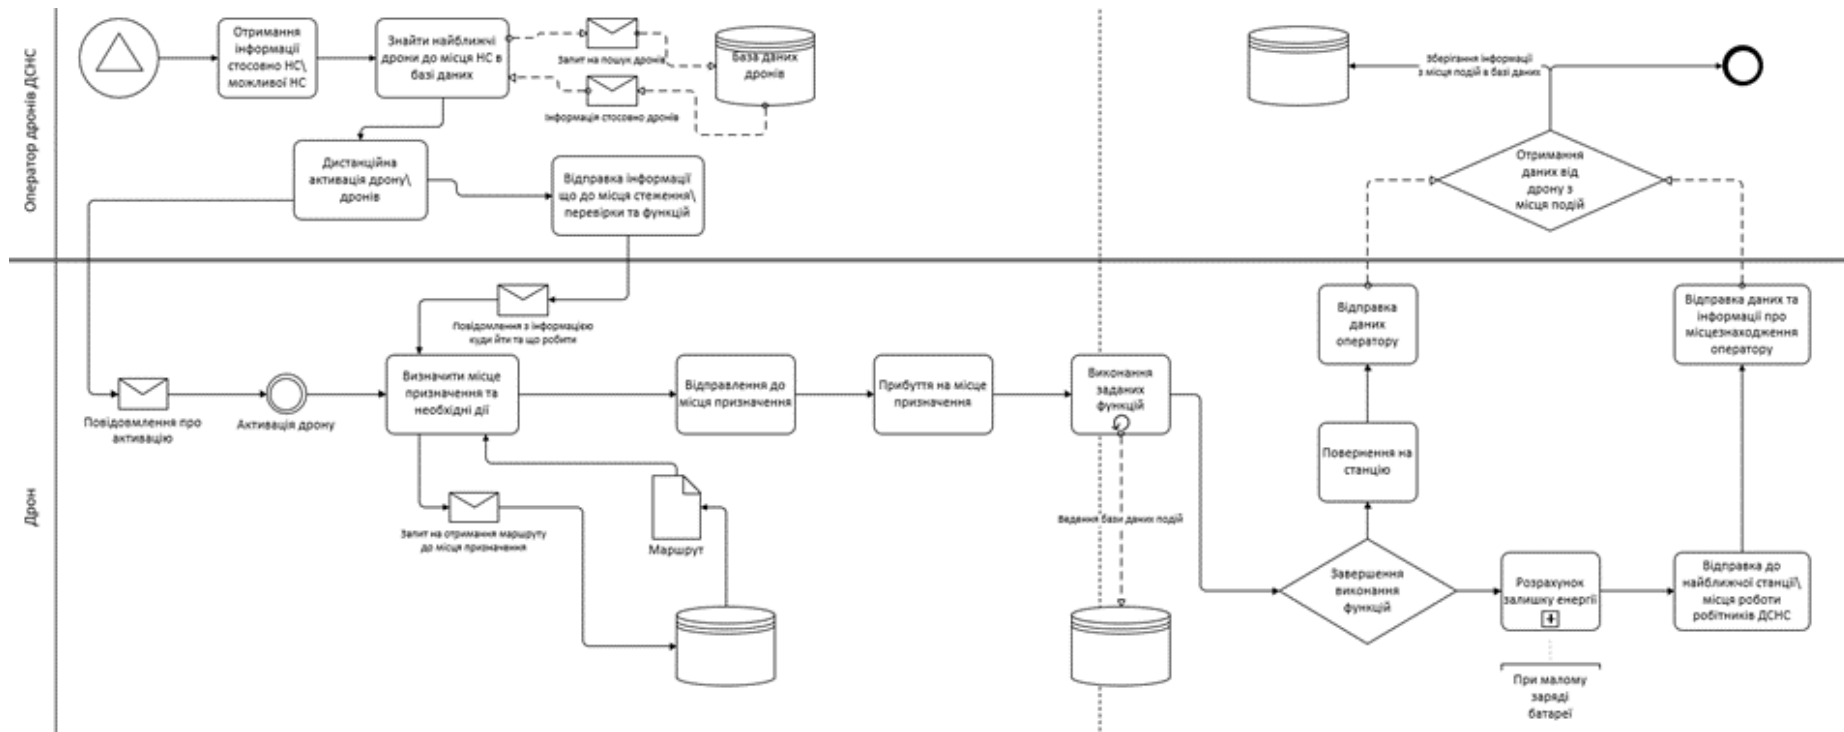 Оператор дронів ДСНС
Отримання
інформації
стосовно НС\
можливої НС
Знайти найближчі
дрони до місця НС в
базі даних
Запит на пошук дронів
Інформація стосовно дронів
База даних
дронів
Дистанційна
активація дрону\
дронів
Відправка інформації
що до місця стеження\
перевірки та функцій
Зберігання інформації
з місця подій в базі даних
Отримання
даних від
дрону з
місця подій
Дрон
Повідомлення про
активацію
Активація дрону
Повідомлення з інформацією
куди йти та що робити
Визначити місце
призначення та
необхідні дії
Запит на отримання маршруту
до місця призначення
Маршрут
Відправлення до
місця призначення
Прибуття на місце
призначення
Виконання
заданих
функцій
Ведення бази даних подій
Завершення
виконання
функцій
Повернення на
станцію
Відправка
даних
оператору
Розрахунок
залишку енергії
При малому
заряді
батареї
Відправка до
найближчої станції\
місця роботи
робітників ДСНС
Відправка даних та
інформації про
місцезнаходження
оператору